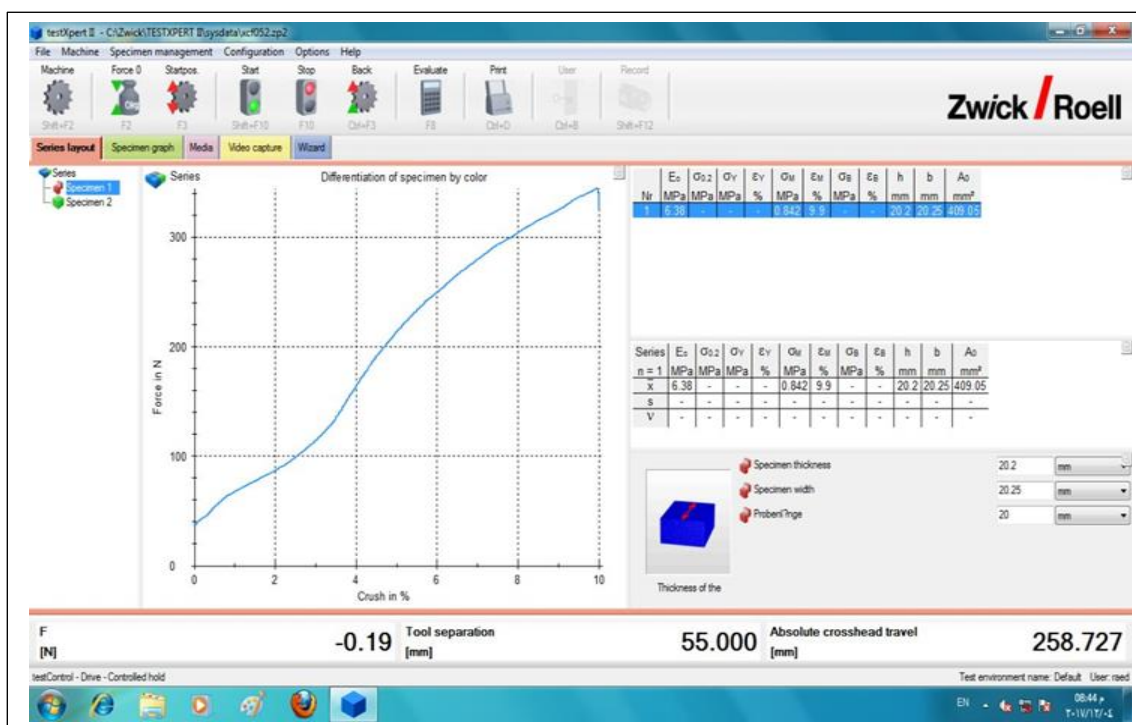 testXpert II - C:\Zwick\TESTXPERT II\sysdata\xcf052.zp2
File Machine Specimen management Configuration Options Help
Machine Force 0 Startpos. Start Stop Back Evaluate Print User Record
Shift+F2 F2 F3 Shift+F10 F10 Ctrl+F3 F8 Ctrl+D Ctrl+B Shift+F12
Zwick / Roell
Series layout Specimen graph Media Video capture Wizard
Series
Specimen 1
Specimen 2
Series
Differentiation of specimen by color
Force in N
300
200
100
0
0 2 4 6 8 10
Crush in %
E₀ σ0.2 σY εY σM εM σB εB h b A₀
Nr MPa MPa MPa % MPa % MPa % mm mm mm²
1 6.38 - - - 0.842 9.9 - - 20.2 20.25 409.05
Series E₀ σ0.2 σY εY σM εM σB εB h b A₀
n = 1 MPa MPa MPa % MPa % MPa % mm mm mm²
x̄ 6.38 - - - 0.842 9.9 - - 20.2 20.25 409.05
s - - - - - - - - - - -
ν - - - - - - - - - - -
Specimen thickness 20.2 mm
Specimen width 20.25 mm
Probenl?nge 20 mm
Thickness of the
F
[N]
-0.19
Tool separation
[mm]
55.000
Absolute crosshead travel
[mm]
258.727
testControl - Drive - Controlled hold
Test environment name: Default User: raed
EN
08:44 م
٢٠١٧/١٢/٠٤